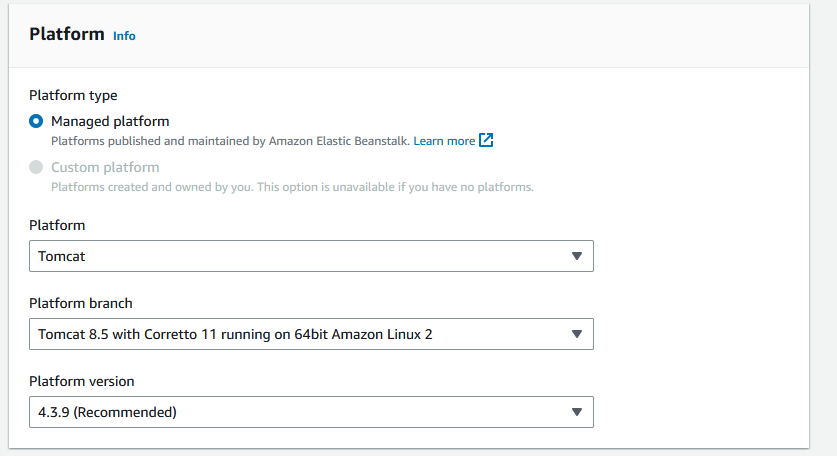 Platform Info
Platform type
Managed platform
Platforms published and maintained by Amazon Elastic Beanstalk. Learn more
Custom platform
Platforms created and owned by you. This option is unavailable if you have no platforms.
Platform
Tomcat
Platform branch
Tomcat 8.5 with Corretto 11 running on 64bit Amazon Linux 2
Platform version
4.3.9 (Recommended)